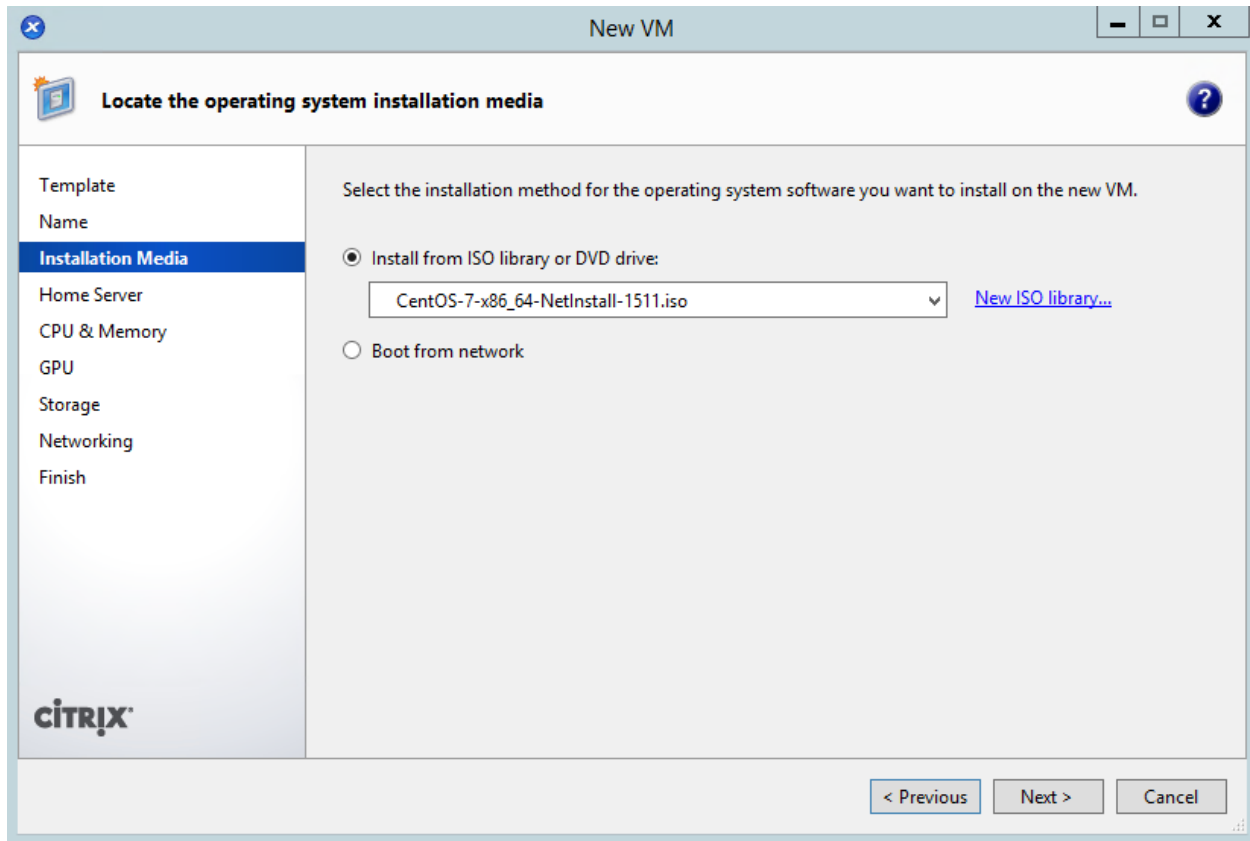 New VM
Locate the operating system installation media
Template
Name
Installation Media
Home Server
CPU & Memory
GPU
Storage
Networking
Finish
CITRIX
Select the installation method for the operating system software you want to install on the new VM.
Install from ISO library or DVD drive:
CentOS-7-x86_64-NetInstall-1511.iso
New ISO library...
Boot from network
< Previous
Next >
Cancel